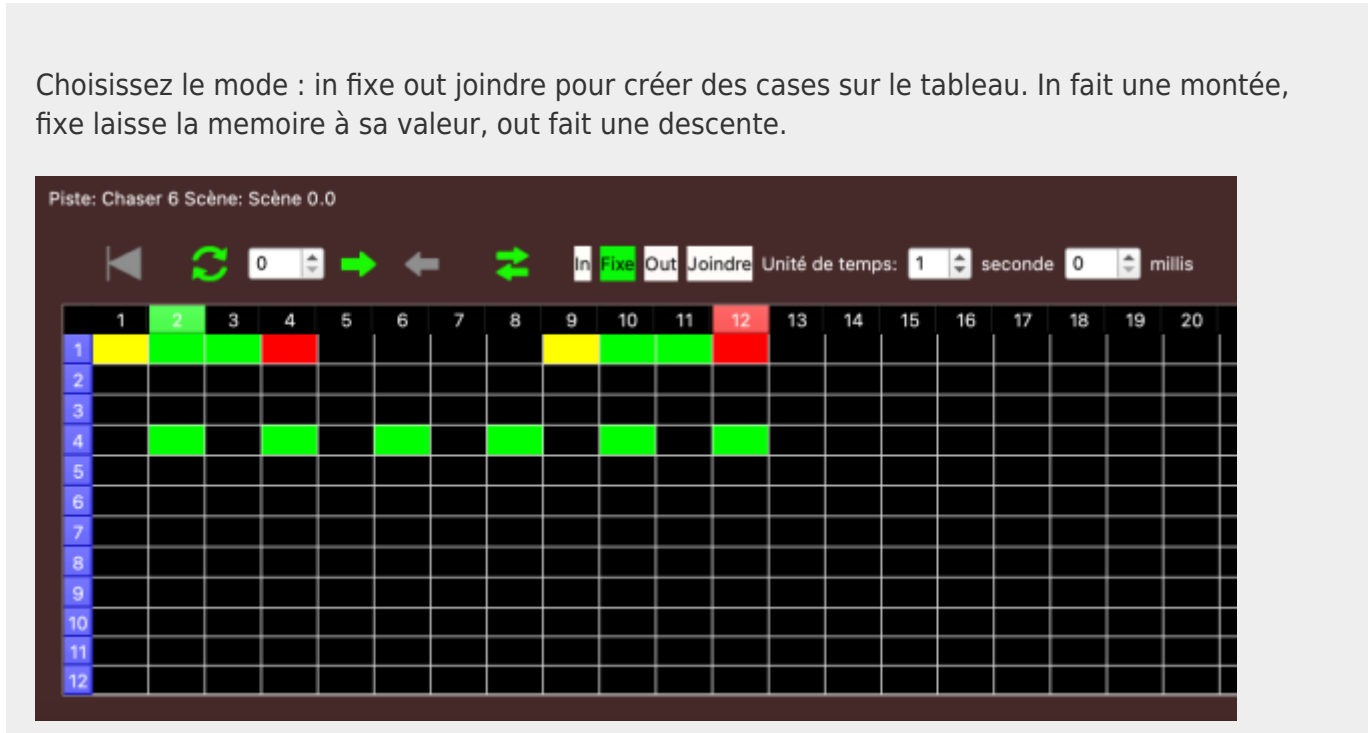 Choisissez le mode : in fixe out joindre pour créer des cases sur le tableau. In fait une montée,
fixe laisse la memoire à sa valeur, out fait une descente.
Piste: Chaser 6 Scène: Scène 0.0
0 In Fixe Out Joindre Unité de temps: 1 seconde 0 millis
1 2 3 4 5 6 7 8 9 10 11 12 13 14 15 16 17 18 19 20
1
2
3
4
5
6
7
8
9
10
11
12